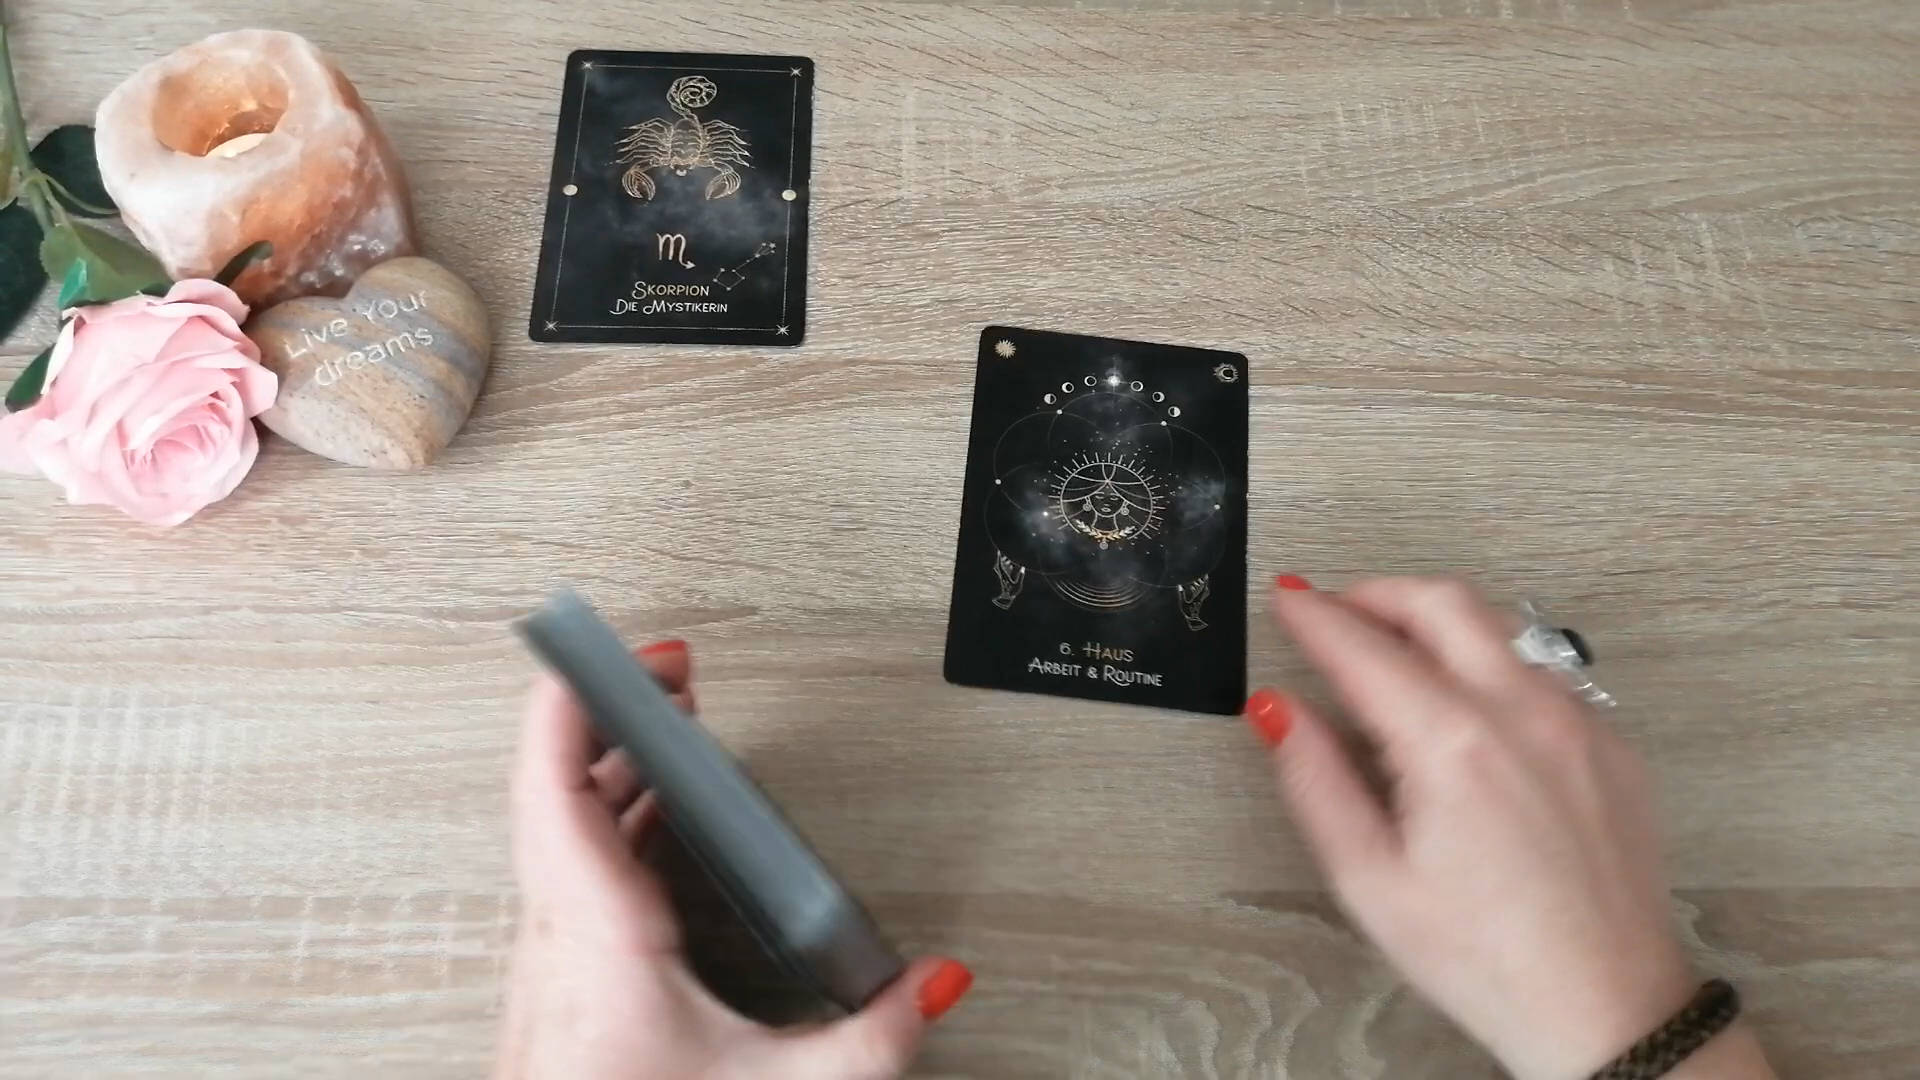 Live Your
dreams
♏
Skorpion
Die Mystikerin
6. Haus
Arbeit & Routine